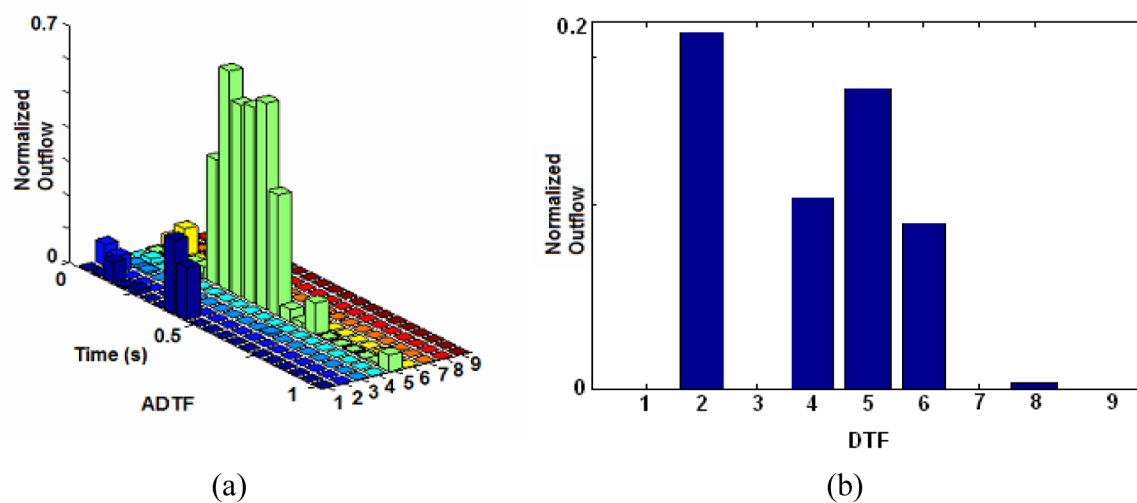 0.7
Normalized
Outflow
0
0
0.5
1
Time (s)
1 2 3 4 5 6 7 8 9
ADTF
(a)
0.2
Normalized
Outflow
0
1 2 3 4 5 6 7 8 9
DTF
(b)